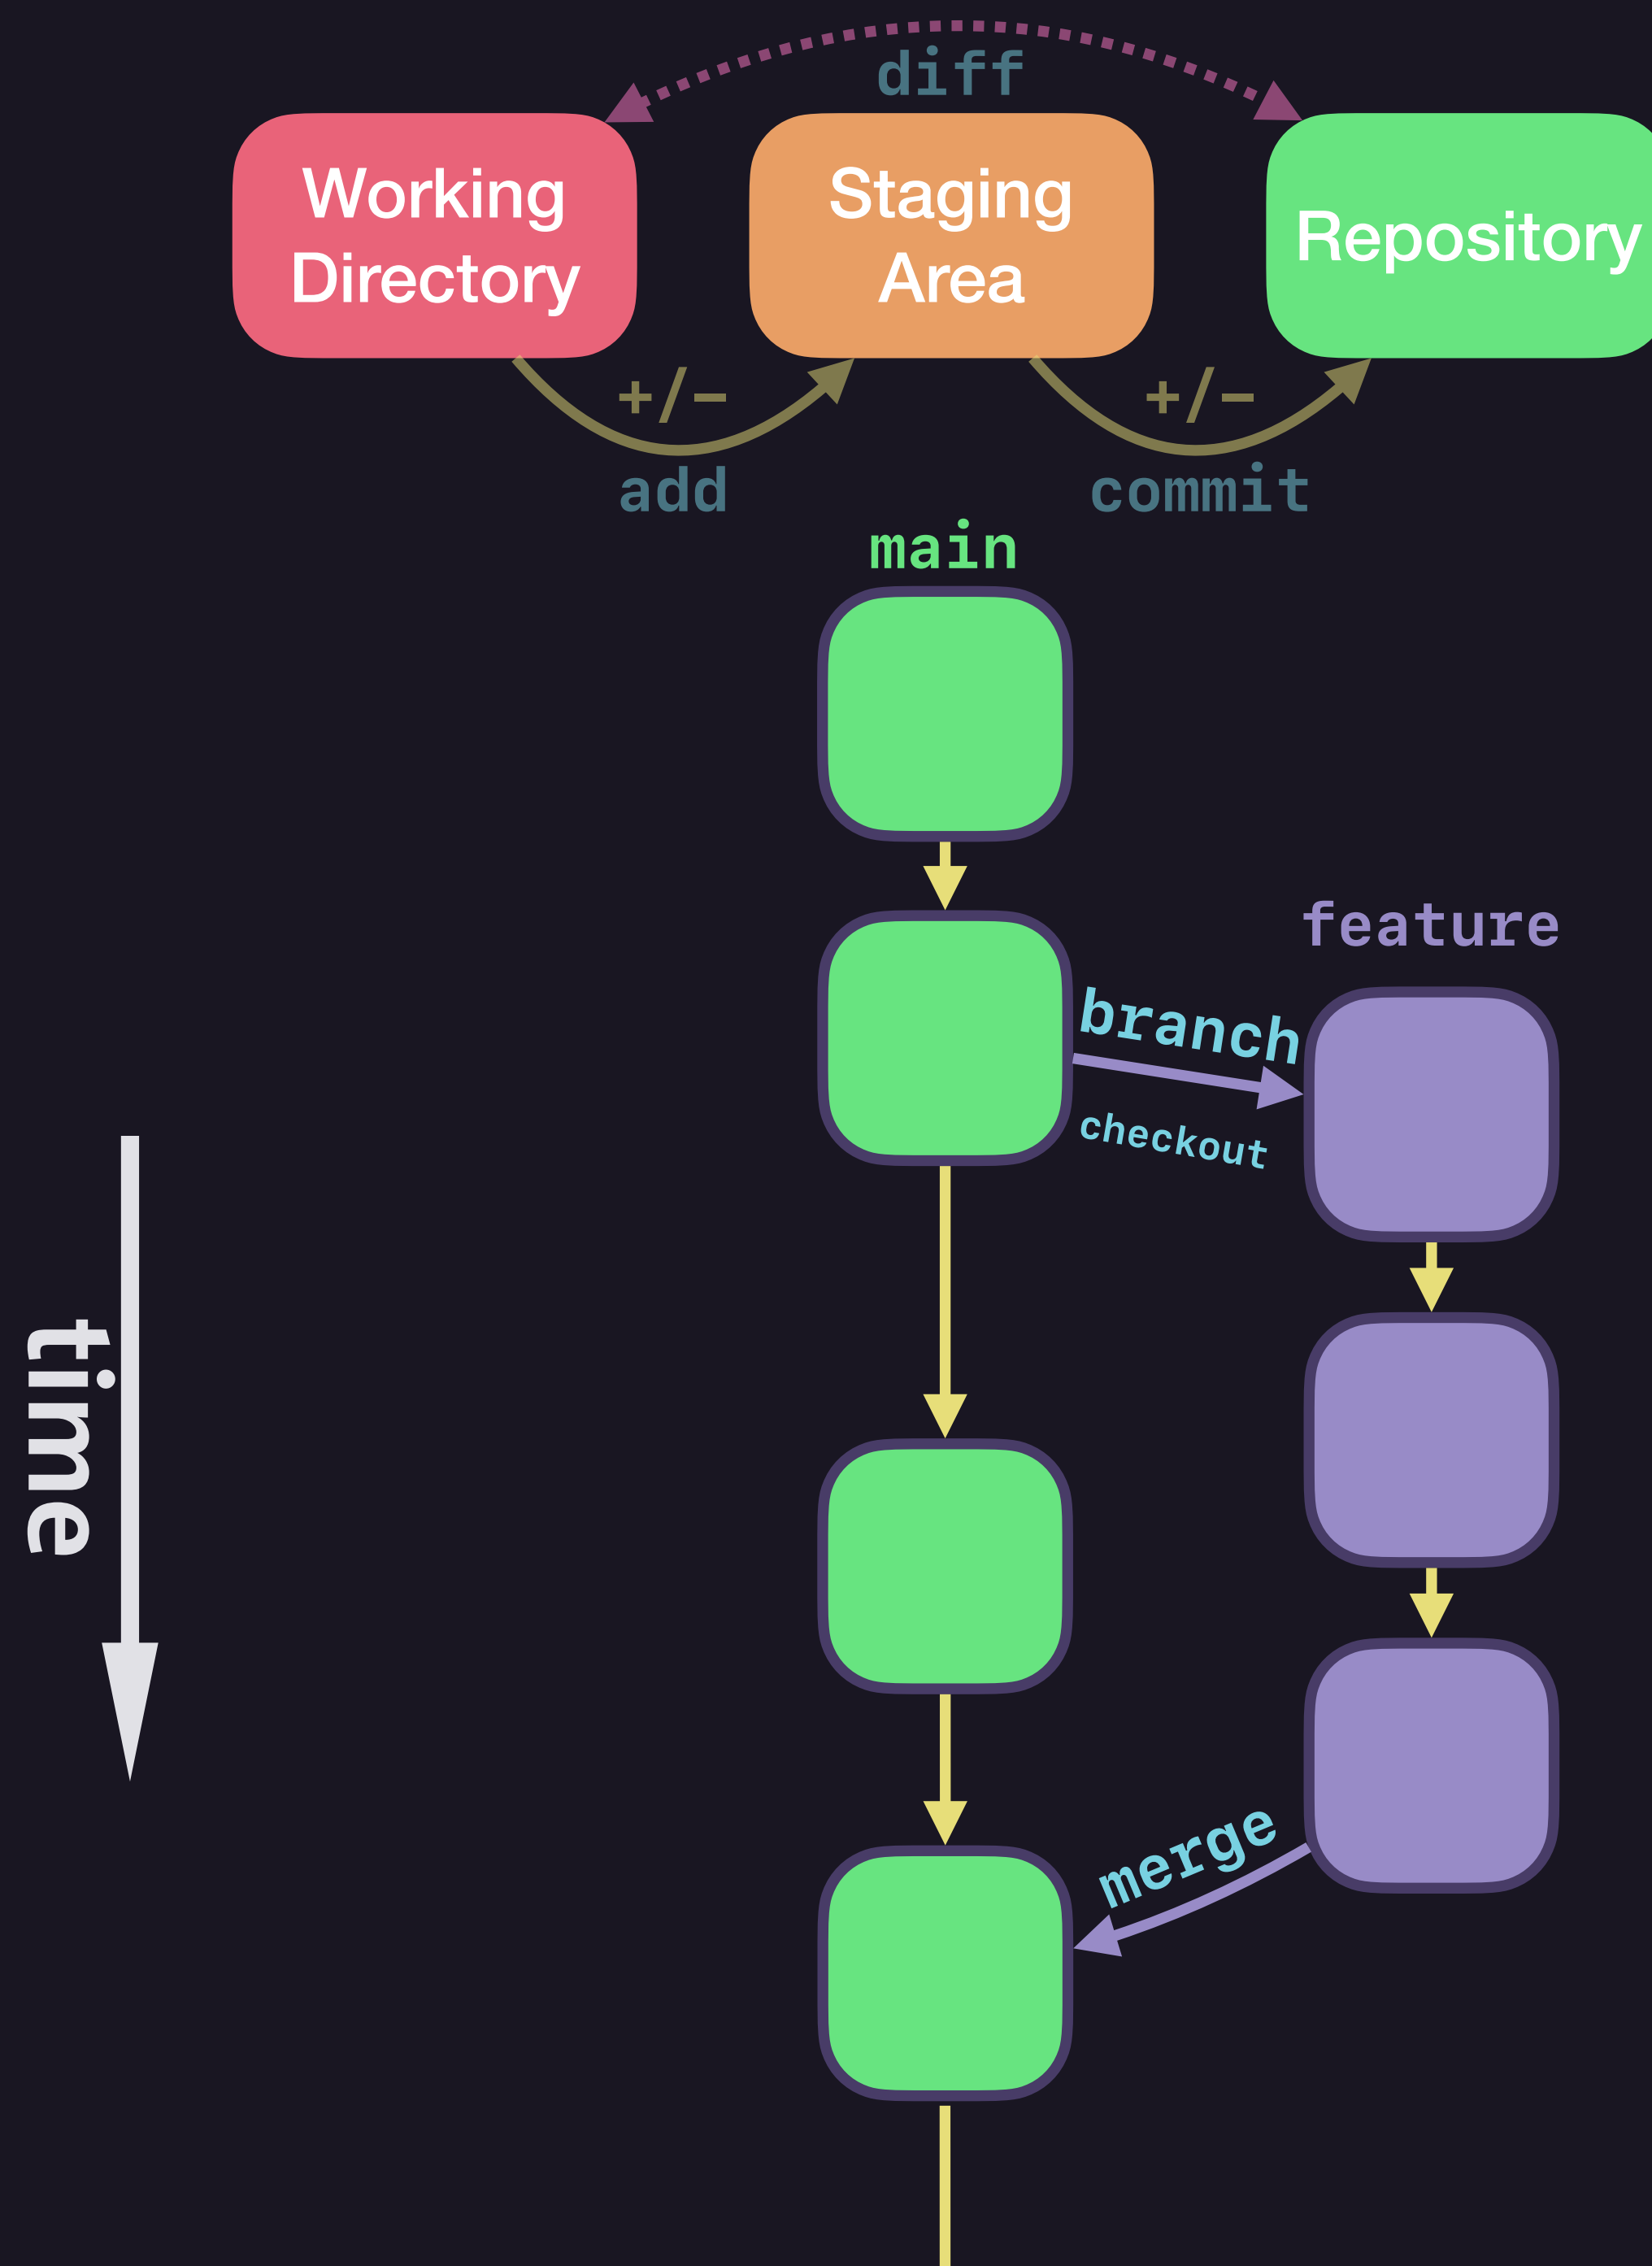 diff
Working
Directory
Staging
Area
Repository
+/−
+/−
add
commit
main
feature
branch
checkout
time
merge